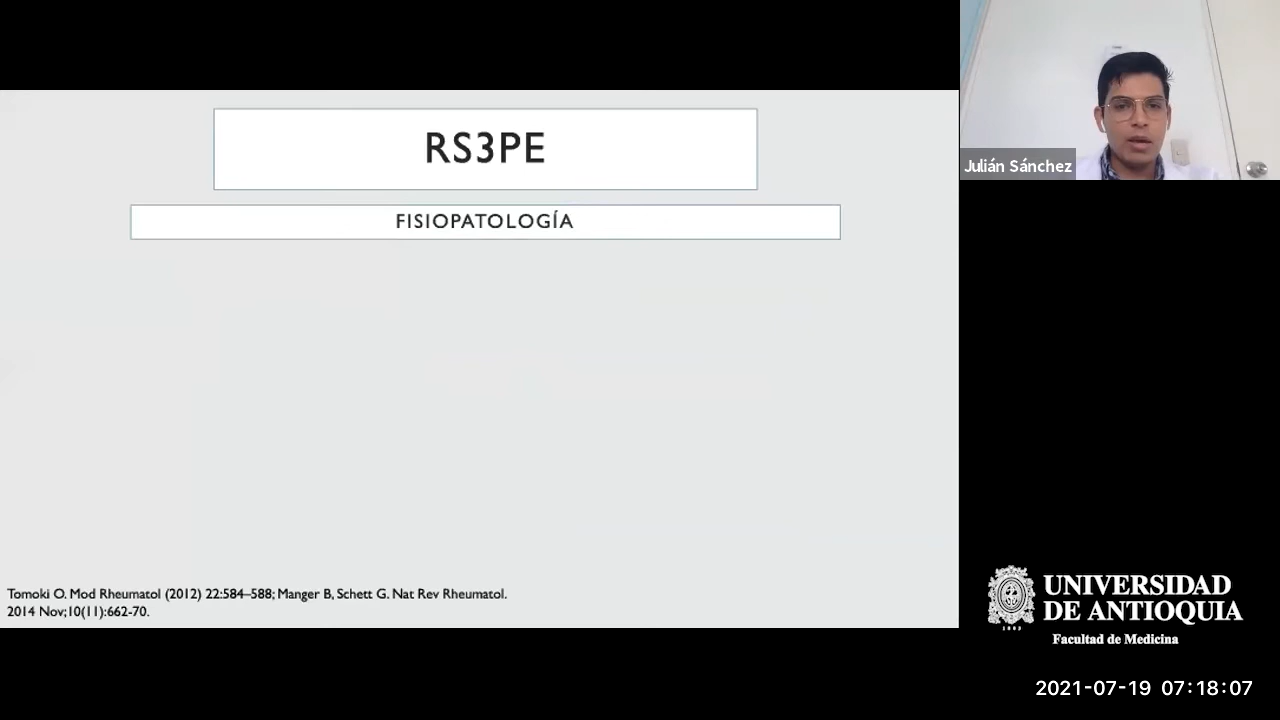 RS3PE
FISIOPATOLOGÍA
Tomoki O. Mod Rheumatol (2012) 22:584–588; Manger B, Schett G. Nat Rev Rheumatol.
2014 Nov;10(11):662-70.
Julián Sánchez
1803
UNIVERSIDAD
DE ANTIOQUIA
Facultad de Medicina
2021-07-19 07:18:07